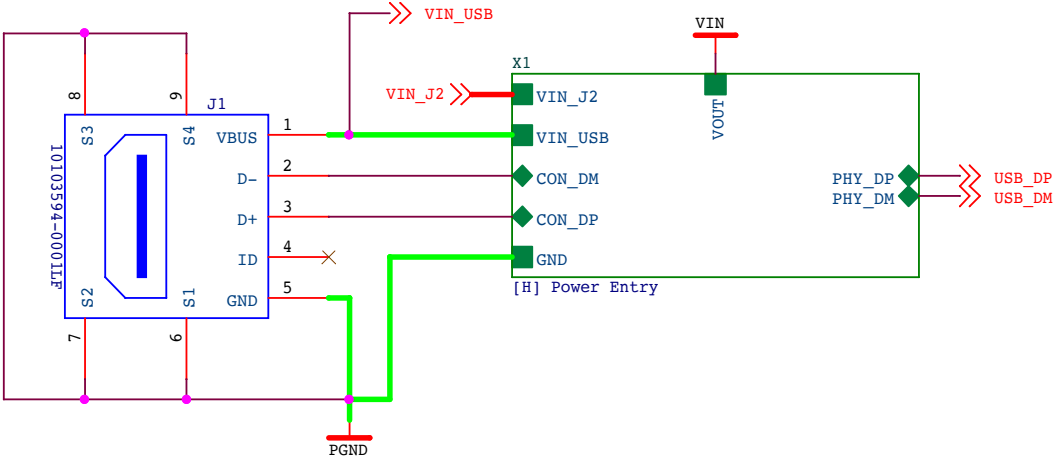 VIN_USB
VIN
X1
8
9
J1
VIN_J2
VIN_J2
VOUT
S3
S4
VBUS
1
VIN_USB
10103594-0001LF
D-
2
CON_DM
PHY_DP
USB_DP
PHY_DM
USB_DM
D+
3
CON_DP
ID
4
GND
S2
S1
GND
5
[H] Power Entry
7
6
PGND